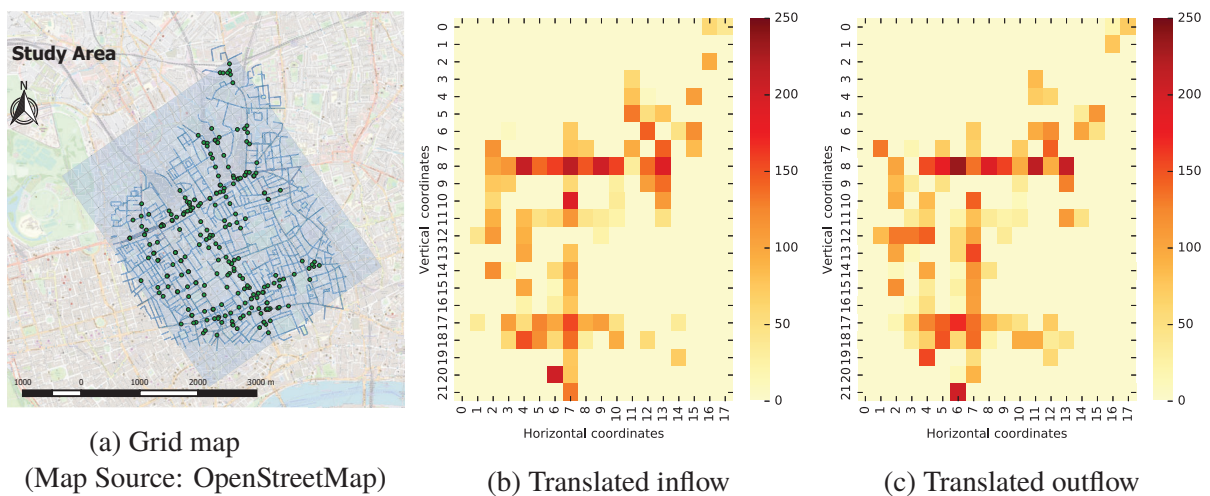 Study Area
N
1000 0 1000 2000 3000 m
(a) Grid map
(Map Source: OpenStreetMap)
Vertical coordinates
0 1 2 3 4 5 6 7 8 9 10 11 12 13 14 15 16 17 18 19 20 21
0 1 2 3 4 5 6 7 8 9 10 11 12 13 14 15 16 17
Horizontal coordinates
250
200
150
100
50
0
(b) Translated inflow
Vertical coordinates
0 1 2 3 4 5 6 7 8 9 10 11 12 13 14 15 16 17 18 19 20 21
0 1 2 3 4 5 6 7 8 9 10 11 12 13 14 15 16 17
Horizontal coordinates
250
200
150
100
50
0
(c) Translated outflow